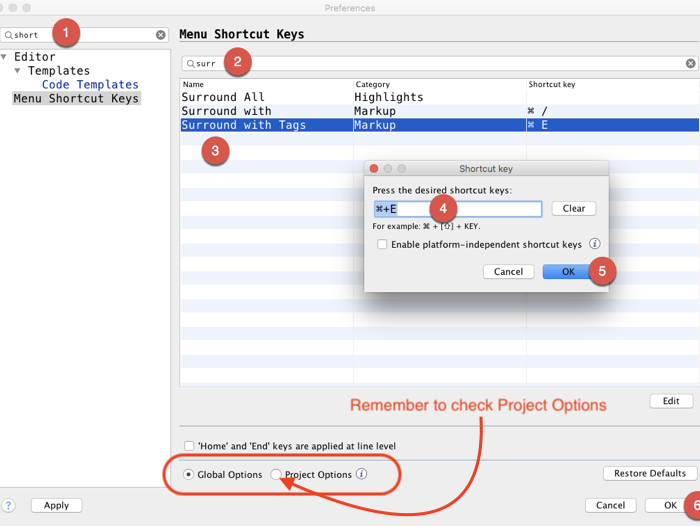 Preferences
short
1
Editor
Templates
Code Templates
Menu Shortcut Keys
Menu Shortcut Keys
surr
2
Name Category Shortcut key
Surround All Highlights
Surround with Markup ⌘ /
Surround with Tags Markup ⌘ E
3
Shortcut key
Press the desired shortcut keys:
⌘+E
4
Clear
For example: ⌘ + [⇧] + KEY.
Enable platform-independent shortcut keys i
Cancel OK
5
Edit
Remember to check Project Options
'Home' and 'End' keys are applied at line level
Global Options Project Options i
Restore Defaults
? Apply Cancel OK
6